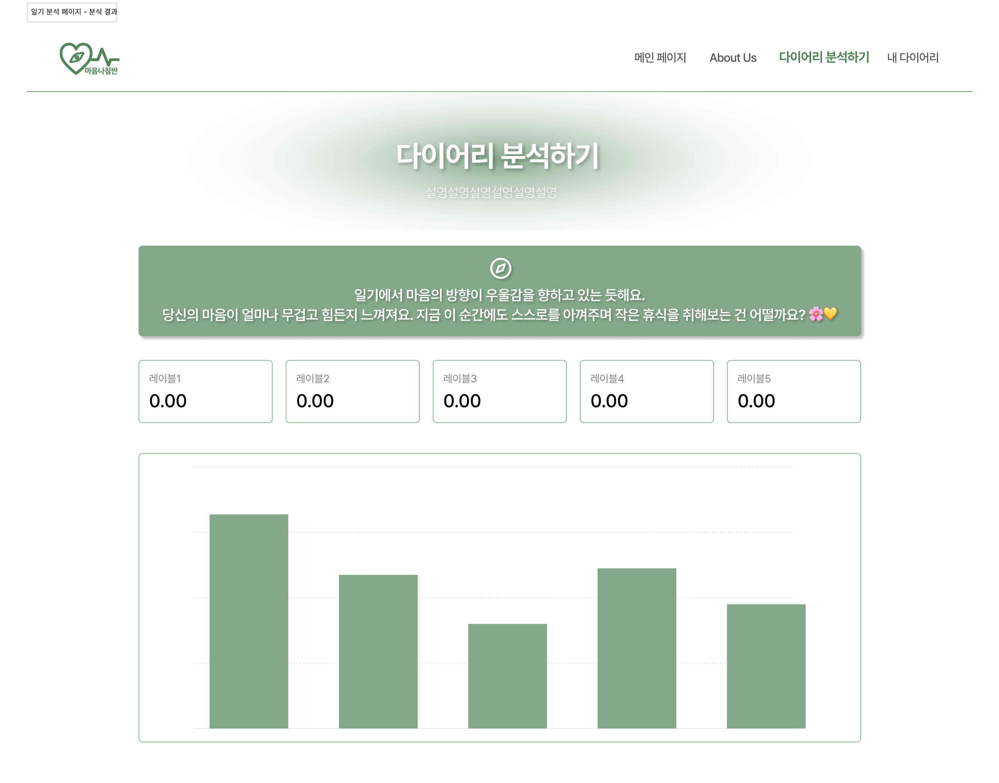 일기 분석 페이지 - 분석 결과
마음나침반
메인 페이지 About Us 다이어리 분석하기 내 다이어리
다이어리 분석하기
설명설명설명설명설명설명
일기에서 마음의 방향이 우울감을 향하고 있는 듯해요.
당신의 마음이 얼마나 무겁고 힘든지 느껴져요. 지금 이 순간에도 스스로를 아껴주며 작은 휴식을 취해보는 건 어떨까요? 🌸💛
레이블1 레이블2 레이블3 레이블4 레이블5
0.00 0.00 0.00 0.00 0.00